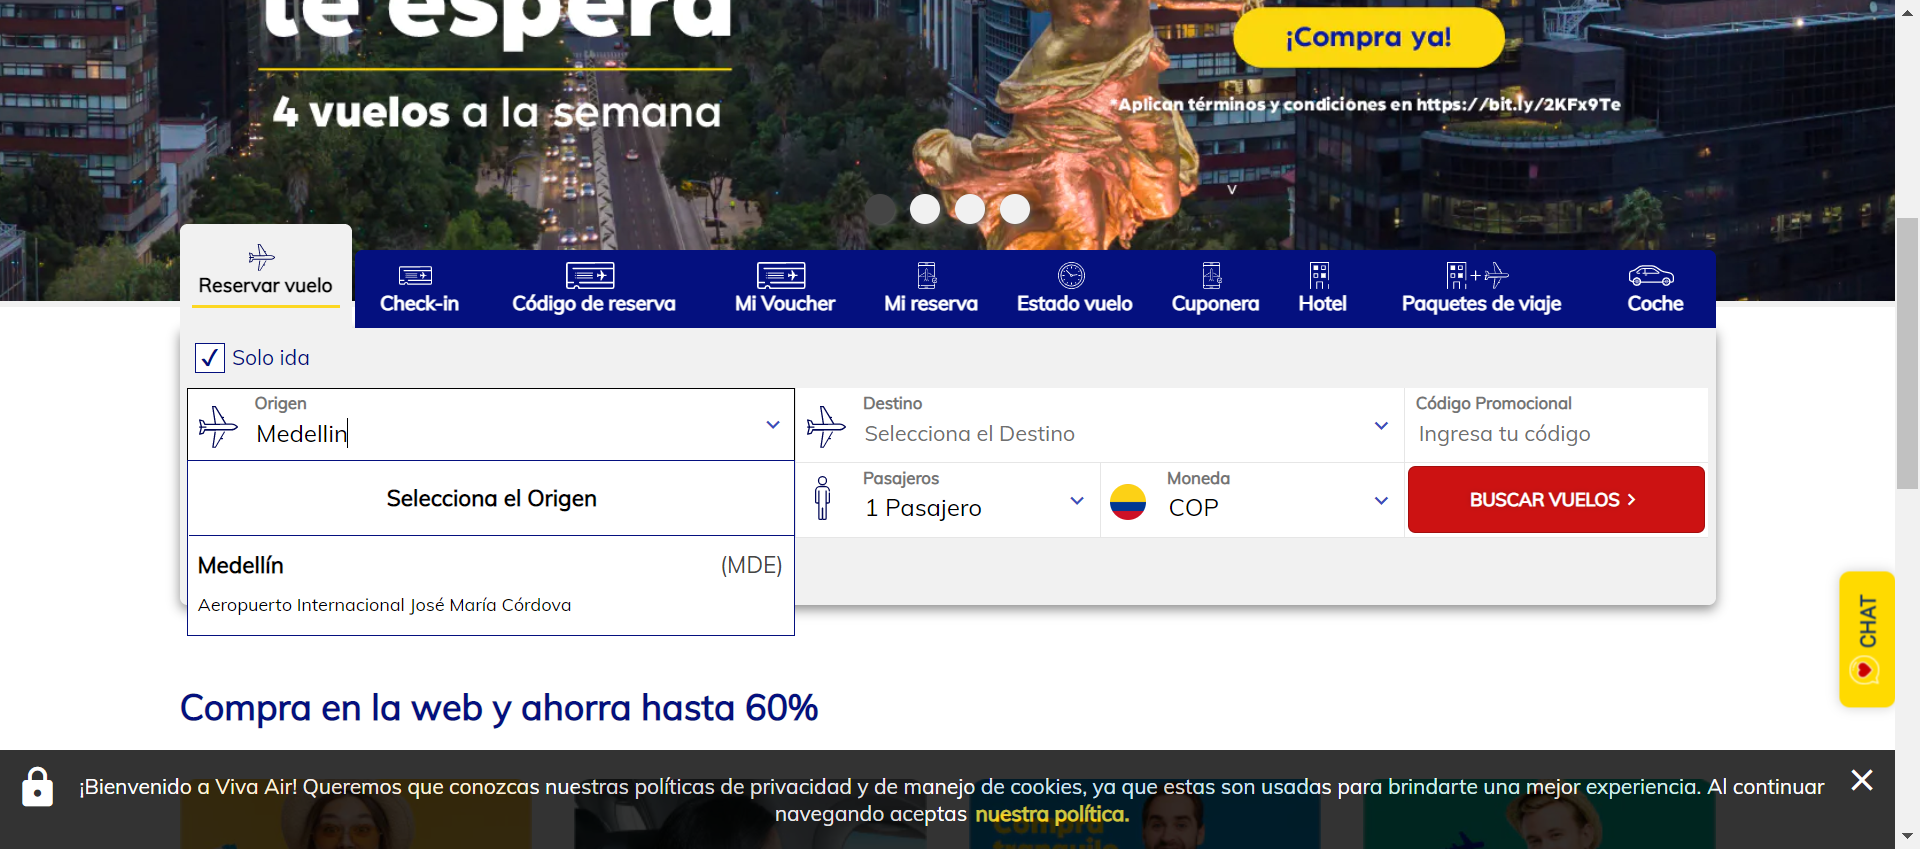 te espera
4 vuelos a la semana
¡Compra ya!
*Aplican términos y condiciones en https://bit.ly/2KFx9Te
v
Reservar vuelo
Check-in
Código de reserva
Mi Voucher
Mi reserva
Estado vuelo
Cuponera
Hotel
Paquetes de viaje
Coche
Solo ida
Origen
Medellin
Destino
Selecciona el Destino
Código Promocional
Ingresa tu código
Selecciona el Origen
Pasajeros
1 Pasajero
Moneda
COP
BUSCAR VUELOS >
Medellín (MDE)
Aeropuerto Internacional José María Córdova
CHAT
Compra en la web y ahorra hasta 60%
¡Bienvenido a Viva Air! Queremos que conozcas nuestras políticas de privacidad y de manejo de cookies, ya que estas son usadas para brindarte una mejor experiencia. Al continuar
navegando aceptas nuestra política.
Compra
tranquilo